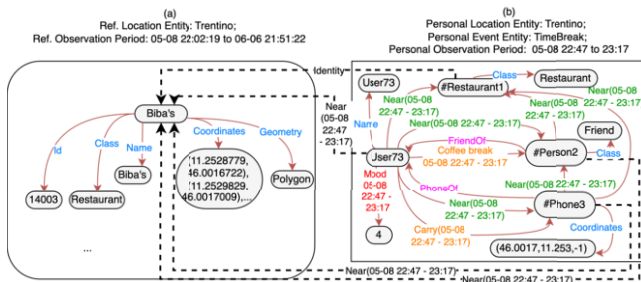 (a)
Ref. Location Entity: Trentino;
Ref. Observation Period: 05-08 22:02:19 to 06-06 21:51:22
Biba's
Id
Class
Name
Coordinates
Geometry
14003
Restaurant
Biba's
(11.2528779,
46.0016722),
(11.2529829,
46.0017009),...
Polygon
...
(b)
Personal Location Entity: Trentino;
Personal Event Entity: TimeBreak;
Personal Observation Period: 05-08 22:47 to 23:17
Identity
Near
(05-08
22:47
- 23:17)
User73
Name
User73
#Restaurant1
Class
Restaurant
Near(05-08
22:47 - 23:17)
Near(05-08
22:47 - 23:17)
Near(05-08
22:47 - 23:17)
FriendOf
Coffee break
05-08 22:47 - 23:17
#Person2
Friend
Class
Mood
05-08
22:47 -
23:17
4
PhoneOf
Near(05-08
22:47 - 23:17)
Near(05-08
22:47 - 23:17)
#Phone3
Carry(05-08
22:47 - 23:17)
Coordinates
(46.0017,11.253,-1)
Near(05-08 22:47 - 23:17)
Near(05-08 22:47 - 23:17)